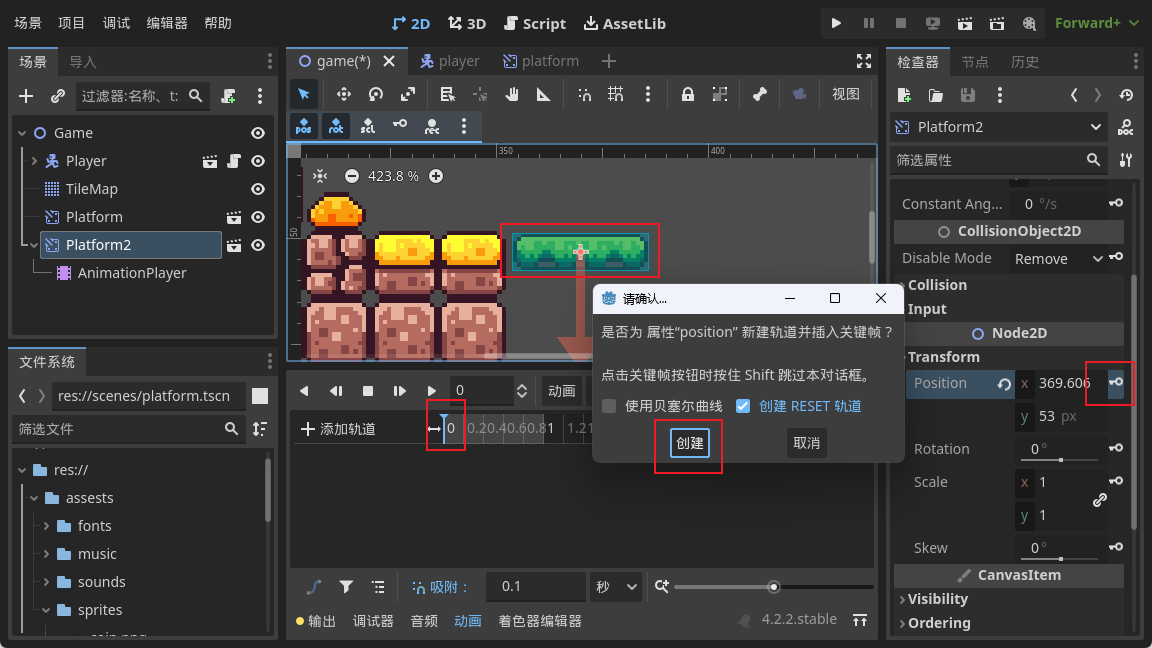 场景 项目 调试 编辑器 帮助
2D 3D Script AssetLib
Forward+
场景 导入
过滤器:名称、t:
Game
Player
TileMap
Platform
Platform2
AnimationPlayer
文件系统
res://scenes/platform.tscn
筛选文件
res://
assests
fonts
music
sounds
sprites
game(*) player platform
视图
pos rot scl rec
350 400
50
423.8 %
请确认...
是否为 属性“position” 新建轨道并插入关键帧？
点击关键帧按钮时按住 Shift 跳过本对话框。
使用贝塞尔曲线 创建 RESET 轨道
创建 取消
0 动画
添加轨道 0 0.20.40.60.81 1.21
吸附： 0.1 秒
输出 调试器 音频 动画 着色器编辑器 4.2.2.stable
检查器 节点 历史
Platform2
DOC
筛选属性
Constant Ang... 0 °/s
CollisionObject2D
Disable Mode Remove
Collision
Input
Node2D
Transform
Position x 369.606
y 53 px
Rotation 0 °
Scale x 1
y 1
Skew 0 °
CanvasItem
Visibility
Ordering